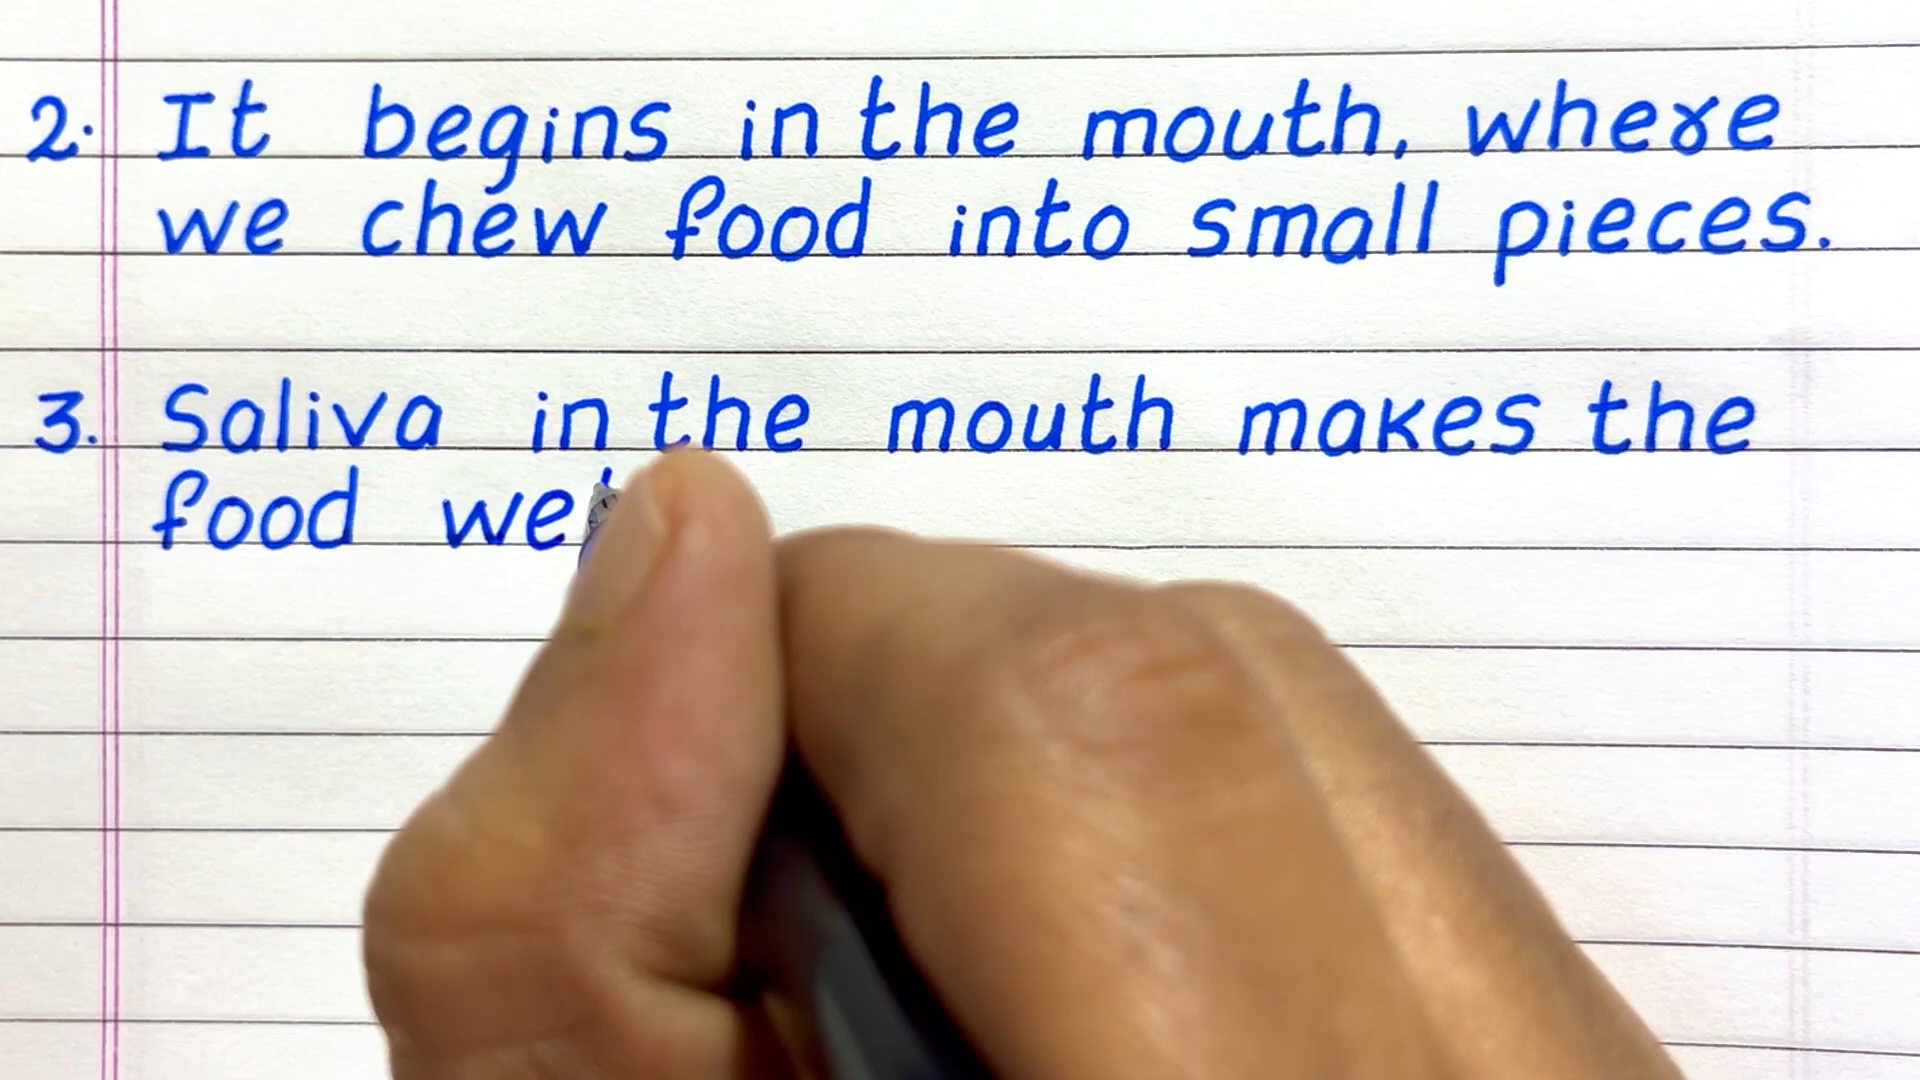 2. It begins in the mouth, where
we chew food into small pieces.
3. Saliva in the mouth makes the
food